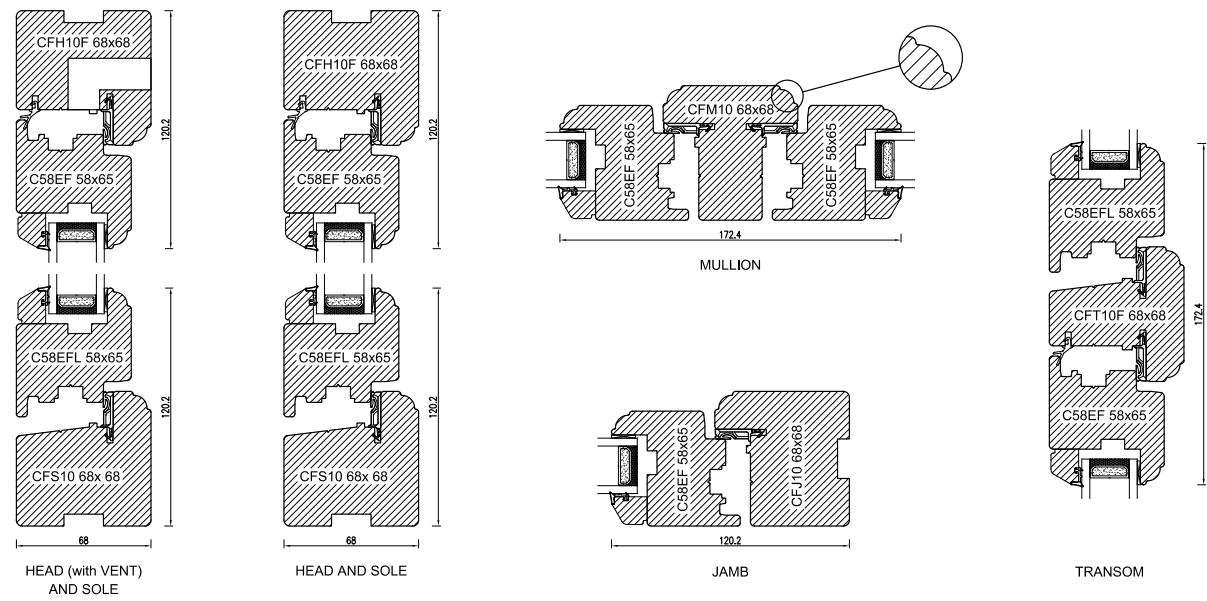 CFH10F 68x68
120.2
C58EF 58x65
C58EFL 58x65
120.2
CFS10 68x 68
68
HEAD (with VENT)
AND SOLE
CFH10F 68x68
120.2
C58EF 58x65
C58EFL 58x65
120.2
CFS10 68x 68
68
HEAD AND SOLE
CFM10 68x68
C58EF 58x65
C58EF 58x65
172.4
MULLION
C58EF 58x65
CFJ10 68x68
120.2
JAMB
C58EFL 58x65
CFT10F 68x68
172.4
C58EF 58x65
TRANSOM